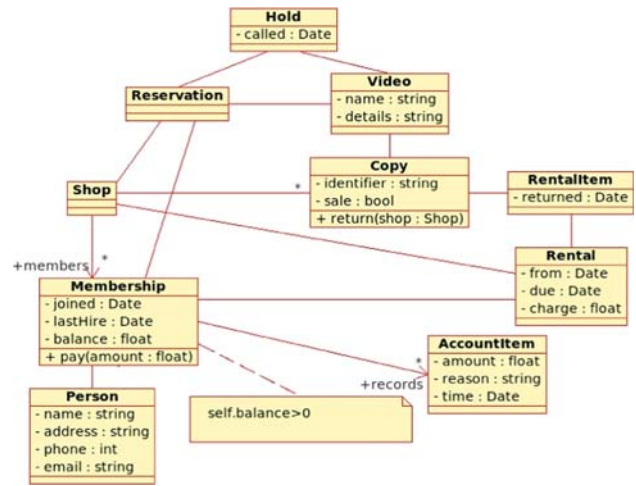 Hold
- called : Date
Reservation
Video
- name : string
- details : string
Copy
- identifier : string
- sale : bool
+ return(shop : Shop)
RentalItem
- returned : Date
Shop
*
Rental
- from : Date
- due : Date
- charge : float
+members
*
Membership
- joined : Date
- lastHire : Date
- balance : float
+ pay(amount : float)
AccountItem
- amount : float
- reason : string
- time : Date
*
+records
Person
- name : string
- address : string
- phone : int
- email : string
self.balance>0